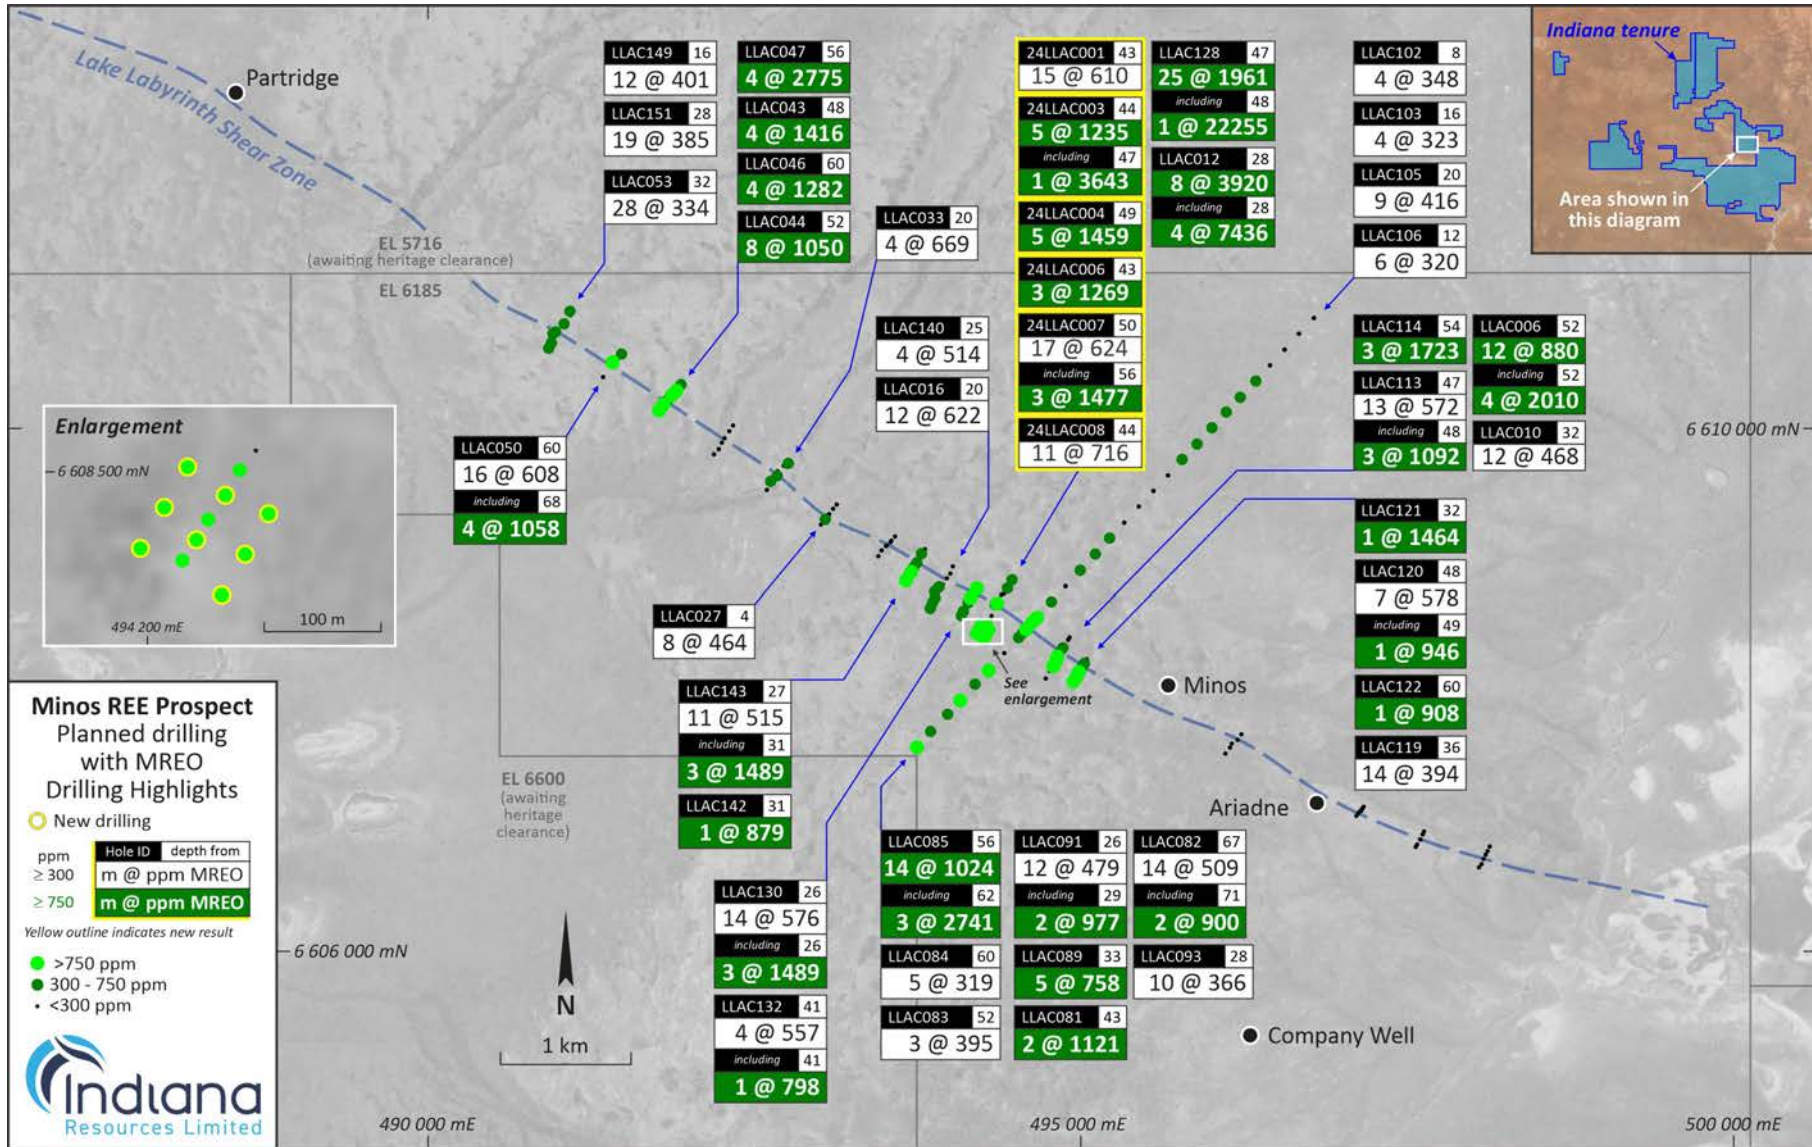 Lake Labyrinth Shear Zone
Partridge
EL 5716
(awaiting heritage clearance)
EL 6185
LLAC149 16
12 @ 401
LLAC151 28
19 @ 385
LLAC053 32
28 @ 334
LLAC047 56
4 @ 2775
LLAC043 48
4 @ 1416
LLAC046 60
4 @ 1282
LLAC044 52
8 @ 1050
LLAC033 20
4 @ 669
LLAC140 25
4 @ 514
LLAC016 20
12 @ 622
24LLAC001 43
15 @ 610
24LLAC003 44
5 @ 1235
including 47
1 @ 3643
24LLAC004 49
5 @ 1459
24LLAC006 43
3 @ 1269
24LLAC007 50
17 @ 624
including 56
3 @ 1477
24LLAC008 44
11 @ 716
LLAC128 47
25 @ 1961
including 48
1 @ 22255
LLAC012 28
8 @ 3920
including 28
4 @ 7436
LLAC102 8
4 @ 348
LLAC103 16
4 @ 323
LLAC105 20
9 @ 416
LLAC106 12
6 @ 320
Indiana tenure
Area shown in
this diagram
LLAC114 54
3 @ 1723
LLAC113 47
13 @ 572
including 48
3 @ 1092
LLAC006 52
12 @ 880
including 52
4 @ 2010
LLAC010 32
12 @ 468
6 610 000 mN
Enlargement
6 608 500 mN
494 200 mE
100 m
LLAC050 60
16 @ 608
including 68
4 @ 1058
LLAC027 4
8 @ 464
LLAC121 32
1 @ 1464
LLAC120 48
7 @ 578
including 49
1 @ 946
LLAC122 60
1 @ 908
LLAC119 36
14 @ 394
See
enlargement
Minos
Ariadne
LLAC143 27
11 @ 515
including 31
3 @ 1489
LLAC142 31
1 @ 879
EL 6600
(awaiting
heritage
clearance)
LLAC130 26
14 @ 576
including 26
3 @ 1489
LLAC132 41
4 @ 557
including 41
1 @ 798
LLAC085 56
14 @ 1024
including 62
3 @ 2741
LLAC084 60
5 @ 319
LLAC083 52
3 @ 395
LLAC091 26
12 @ 479
including 29
2 @ 977
LLAC089 33
5 @ 758
LLAC081 43
2 @ 1121
LLAC082 67
14 @ 509
including 71
2 @ 900
LLAC093 28
10 @ 366
Company Well
Minos REE Prospect
Planned drilling
with MREO
Drilling Highlights
New drilling
ppm Hole ID depth from
≥ 300 m @ ppm MREO
≥ 750 m @ ppm MREO
Yellow outline indicates new result
>750 ppm
300 - 750 ppm
<300 ppm
Indiana
Resources Limited
6 606 000 mN
N
1 km
490 000 mE
495 000 mE
500 000 mE